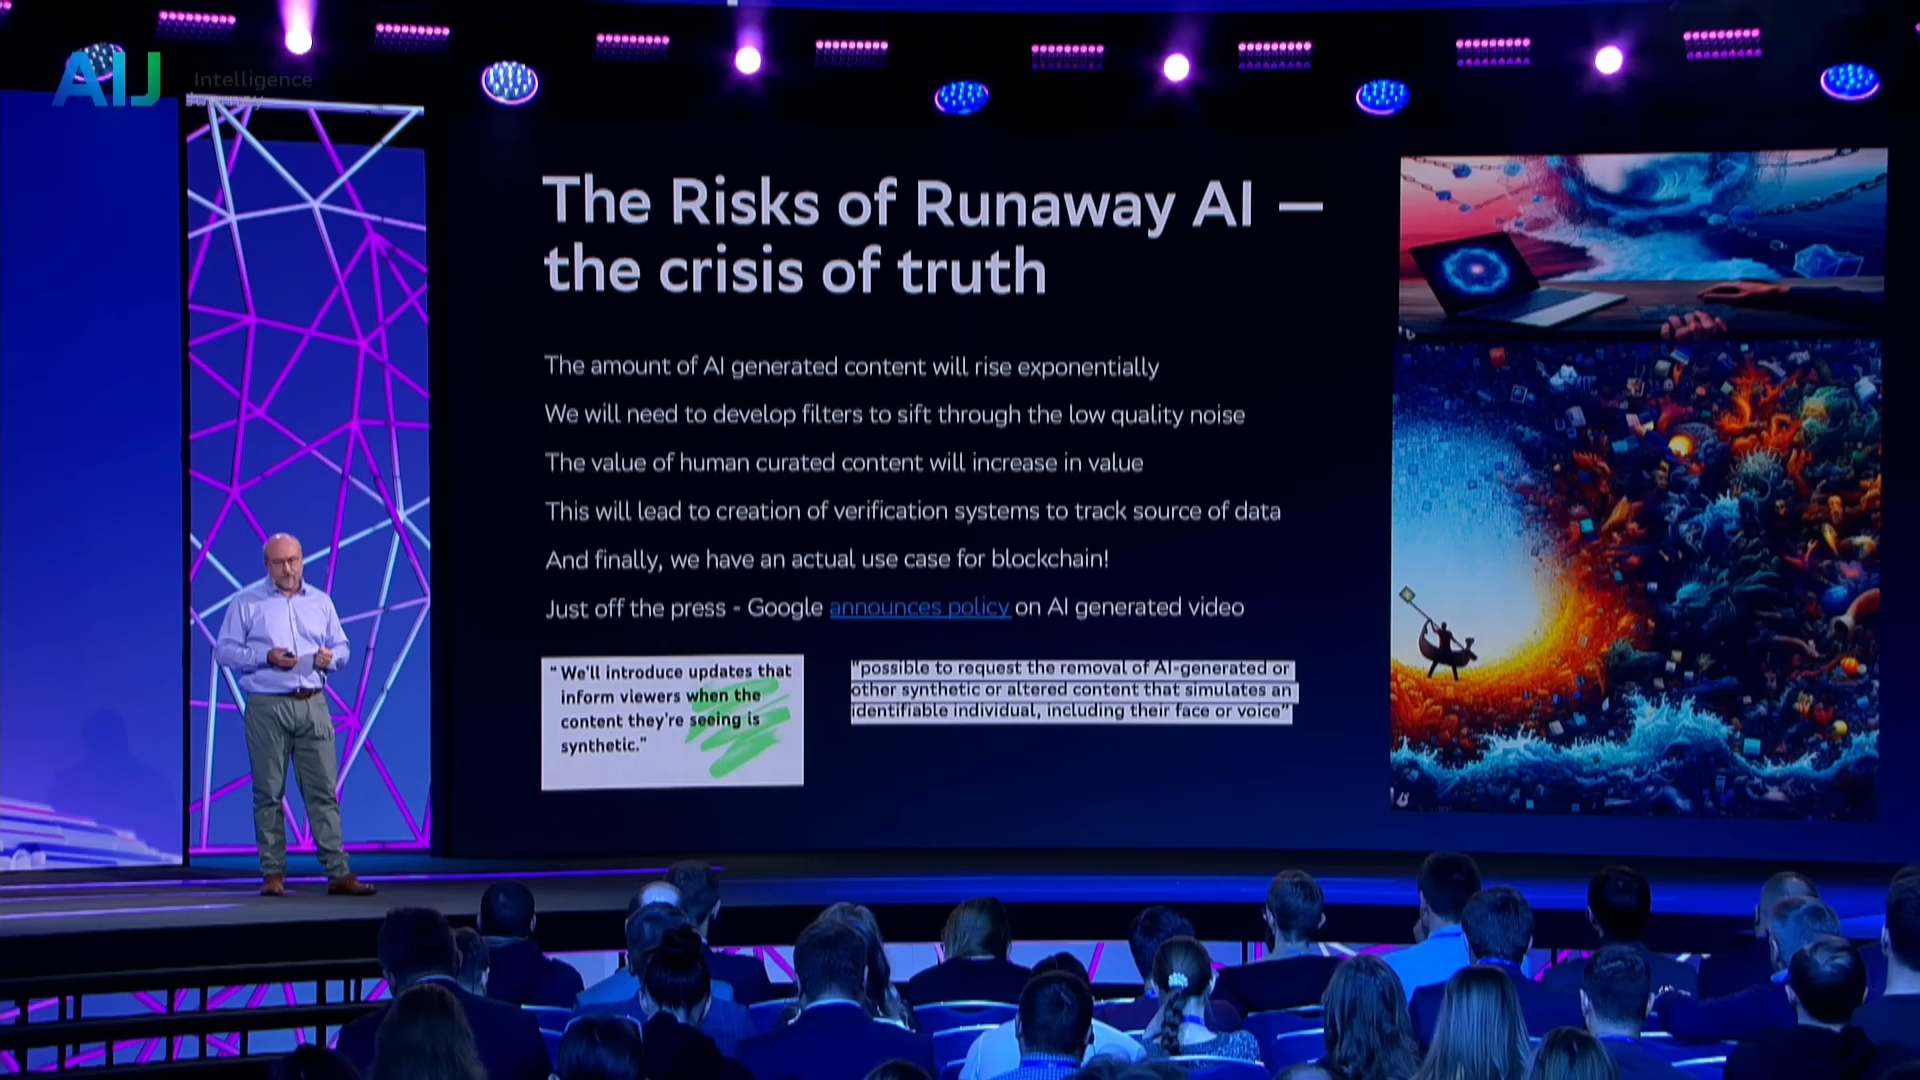 AIJ
Intelligence
Journey
The Risks of Runaway AI —
the crisis of truth
The amount of AI generated content will rise exponentially
We will need to develop filters to sift through the low quality noise
The value of human curated content will increase in value
This will lead to creation of verification systems to track source of data
And finally, we have an actual use case for blockchain!
Just off the press - Google announces policy on AI generated video
“ We’ll introduce updates that
inform viewers when the
content they’re seeing is
synthetic.”
"possible to request the removal of AI-generated or
other synthetic or altered content that simulates an
identifiable individual, including their face or voice”